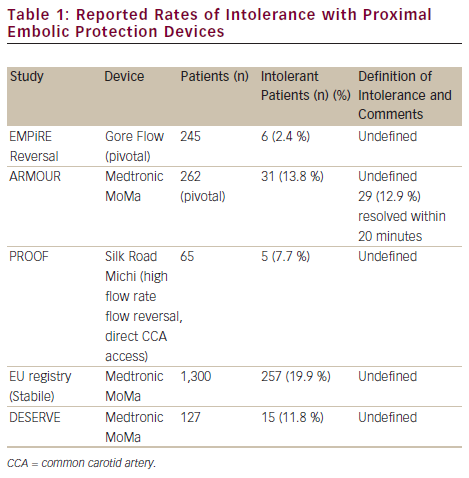 Table 1: Reported Rates of Intolerance with Proximal
Embolic Protection Devices
Study Device Patients (n) Intolerant Definition of
Patients (n) (%) Intolerance and
Comments
EMPiRE Gore Flow 245 6 (2.4 %) Undefined
Reversal (pivotal)
ARMOUR Medtronic 262 31 (13.8 %) Undefined
MoMa (pivotal) 29 (12.9 %)
resolved within
20 minutes
PROOF Silk Road 65 5 (7.7 %) Undefined
Michi (high
flow rate
flow reversal,
direct CCA
access)
EU registry Medtronic 1,300 257 (19.9 %) Undefined
(Stabile) MoMa
DESERVE Medtronic 127 15 (11.8 %) Undefined
MoMa
CCA = common carotid artery.